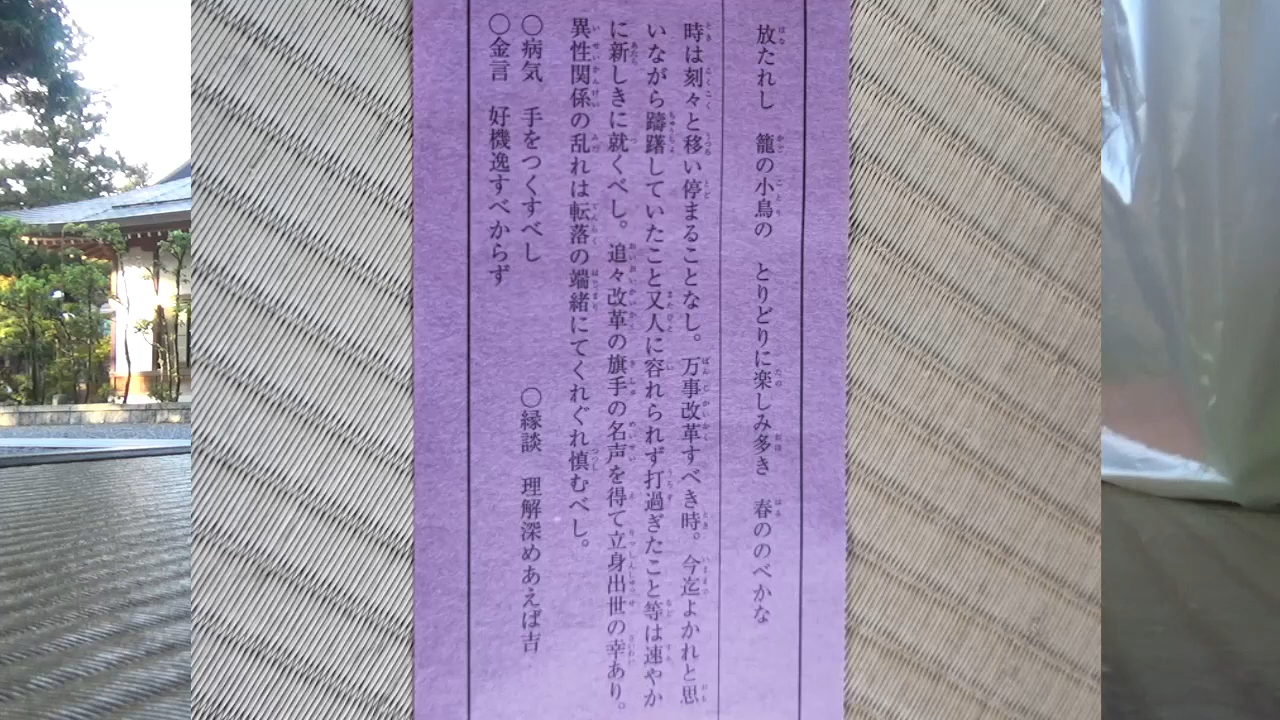 放たれし 籠の小鳥の とりどりに楽しみ多き 春ののべかな
時は刻々と移い停まることなし。万事改革すべき時。今迄よかれと思
いながら躊躇していたこと又人に容れられず打過ぎたこと等は速やか
に新しきに就くべし。追々改革の旗手の名声を得て立身出世の幸あり。
異性関係の乱れは転落の端緒にてくれぐれ慎むべし。
〇病気 手をつくすべし 〇縁談 理解深めあえば吉
〇金言 好機逸すべからず